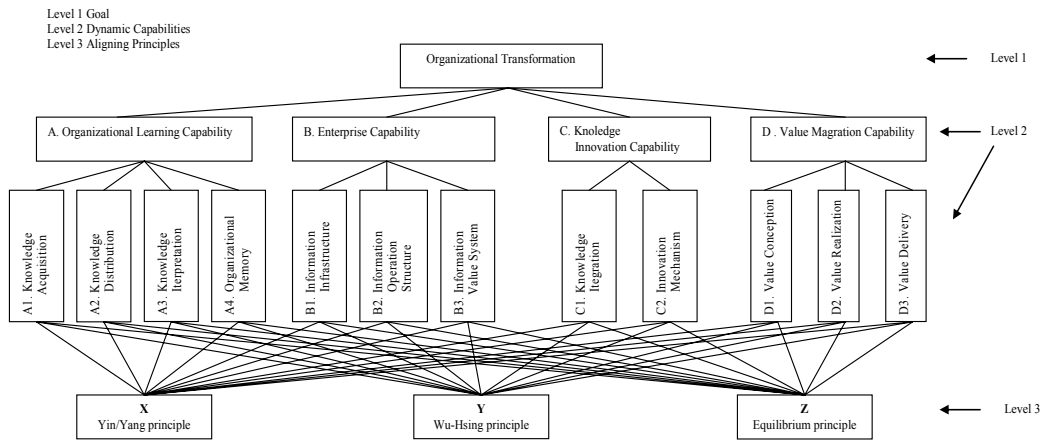 Level 1 Goal
Level 2 Dynamic Capabilities
Level 3 Aligning Principles
Organizational Transformation
Level 1
A. Organizational Learning Capability
B. Enterprise Capability
C. Knoledge
Innovation Capability
D . Value Magration Capability
Level 2
A1. Knowledge
Acquisition
A2. Knowledge
Distribution
A3. Knowledge
Iterpretation
A4. Organizational
Memory
B1. Information
Infrastructure
B2. Information
Operation
Structure
B3. Information
Value System
C1. Knowledge
Itegration
C2. Innovation
Mechanism
D1. Value Conception
D2. Value Realization
D3. Value Delivery
X
Yin/Yang principle
Y
Wu-Hsing principle
Z
Equilibrium principle
Level 3